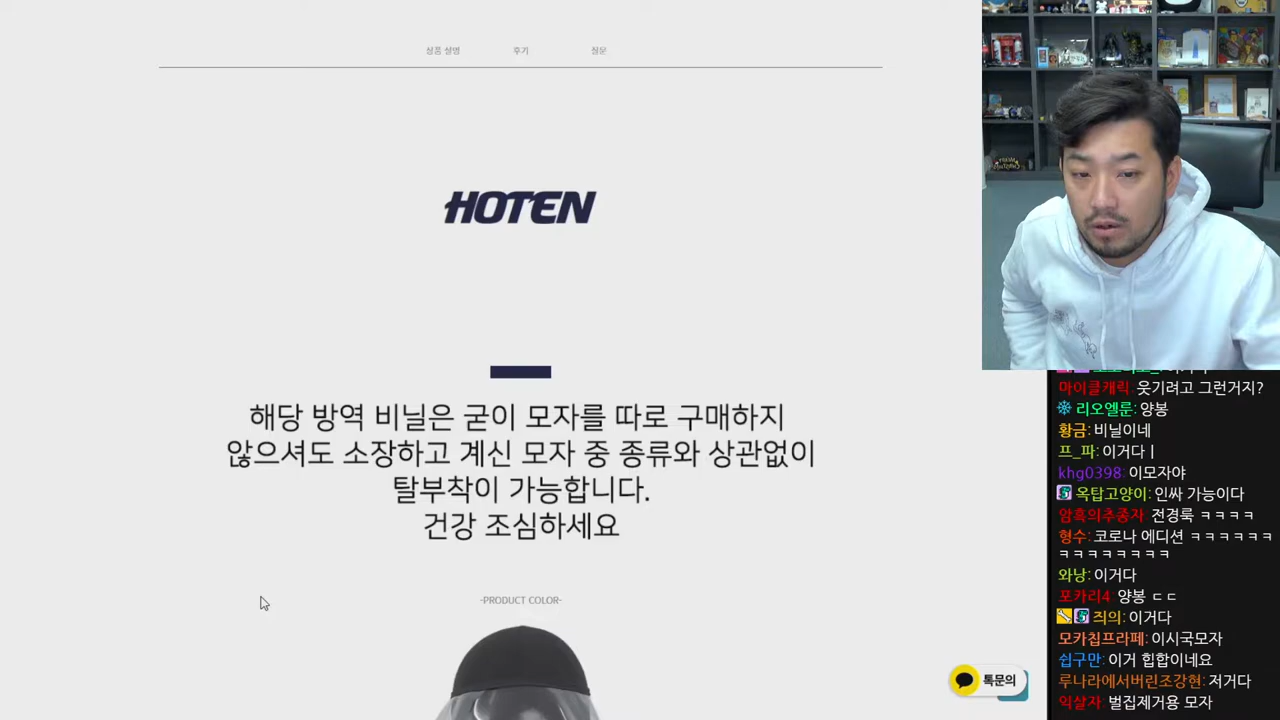 상품 설명 후기 질문
HOTEN
해당 방역 비닐은 굳이 모자를 따로 구매하지
않으셔도 소장하고 계신 모자 중 종류와 상관없이
탈부착이 가능합니다.
건강 조심하세요
-PRODUCT COLOR-
톡문의
마이클캐릭: 웃기려고 그런거지?
리오엘룬: 양봉
황금: 비닐이네
프_파: 이거다ㅣ
khg0398: 이모자야
옥탑고양이: 인싸 가능이다
암흑의추종자: 전경룩 ㅋㅋㅋㅋ
형수: 코로나 에디션 ㅋㅋㅋㅋㅋㅋ
ㅋㅋㅋㅋㅋㅋㅋㅋ
와낭: 이거다
포카리4: 양봉 ㄷㄷ
직의: 이거다
모카칩프라페: 이시국모자
쉽구만: 이거 힙합이네요
루나라에서버린조강현: 저거다
익살자: 벌집제거용 모자